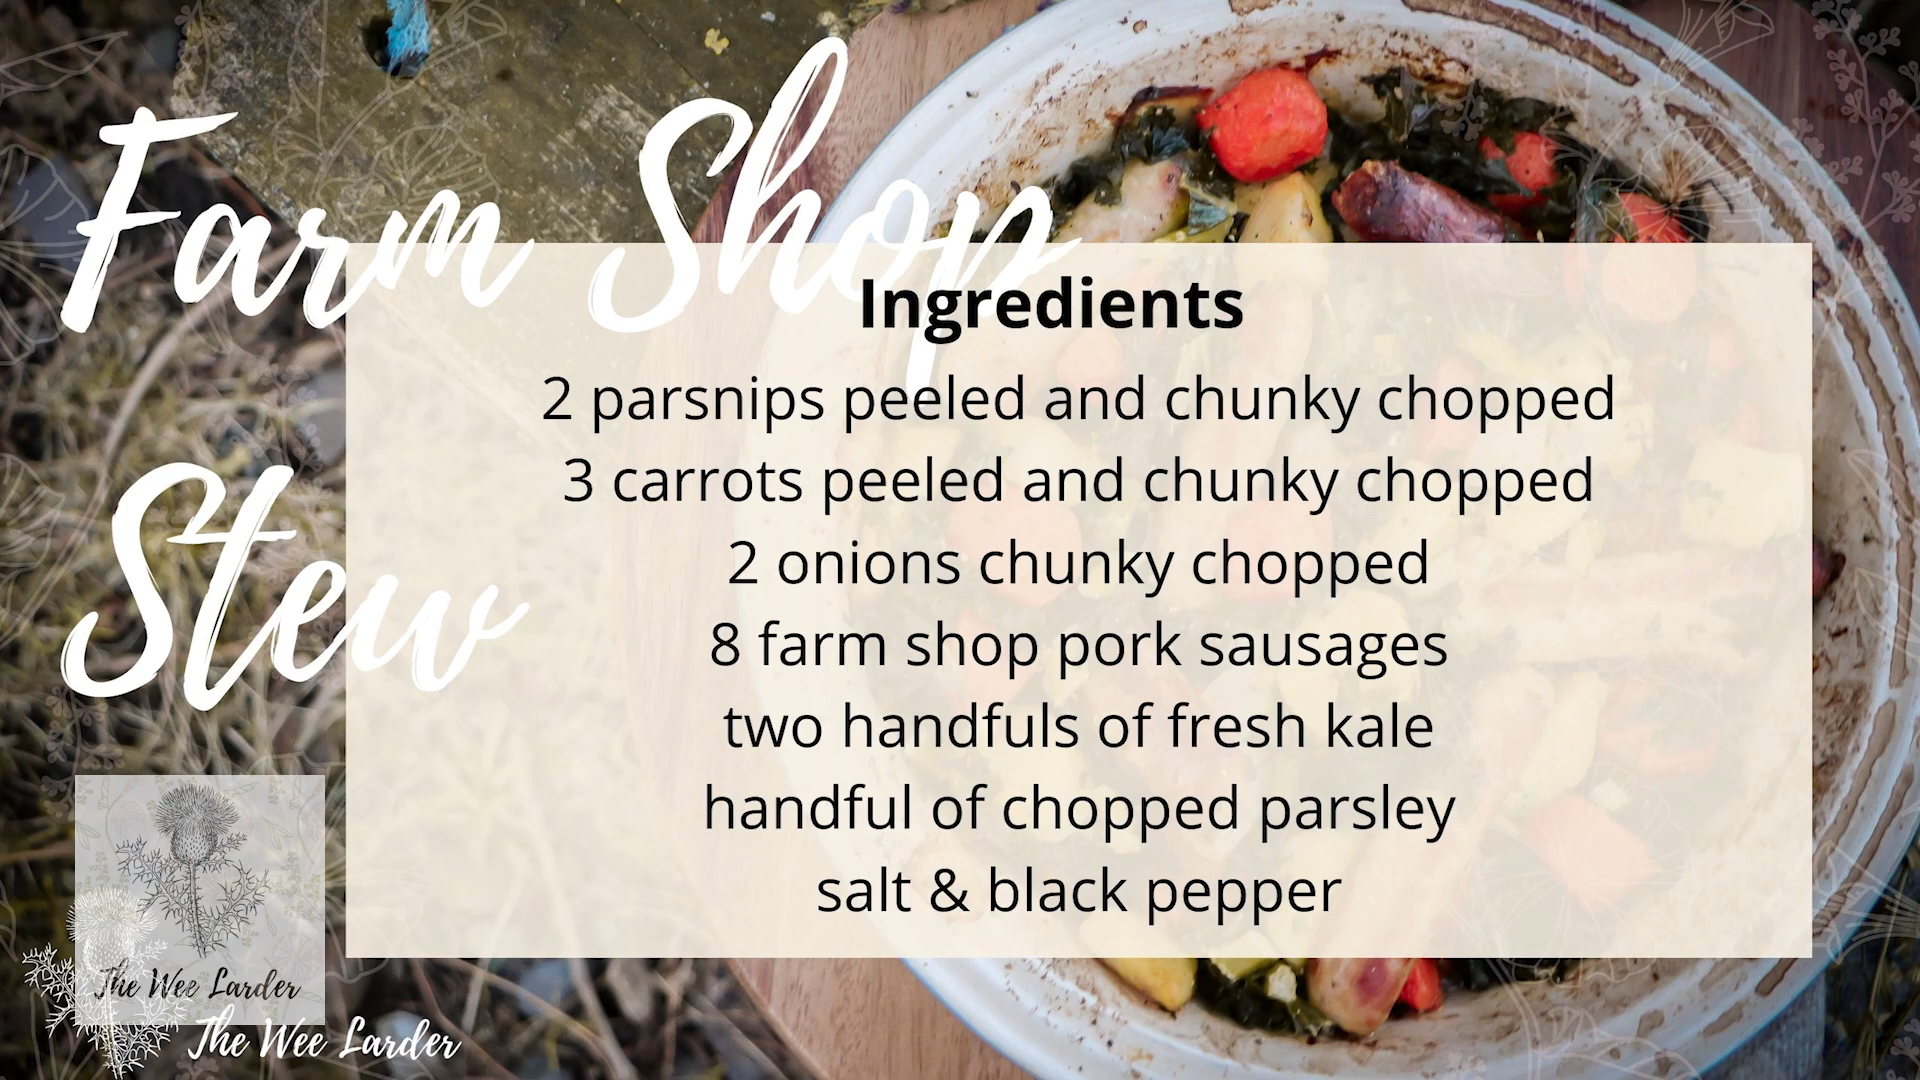 Farm Shop
Stew
Ingredients
2 parsnips peeled and chunky chopped
3 carrots peeled and chunky chopped
2 onions chunky chopped
8 farm shop pork sausages
two handfuls of fresh kale
handful of chopped parsley
salt & black pepper
The Wee Larder
The Wee Larder